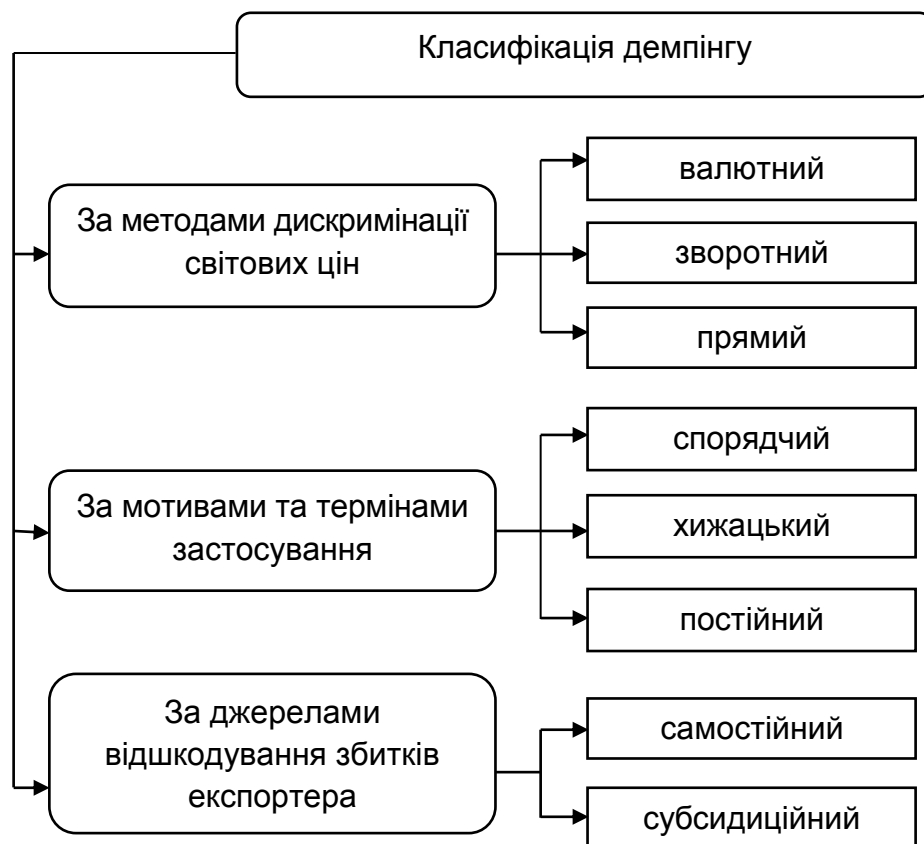 Класифікація демпінгу
За методами дискримінації
світових цін
валютний
зворотний
прямий
За мотивами та термінами
застосування
спорядчий
хижацький
постійний
За джерелами
відшкодування збитків
експортера
самостійний
субсидиційний